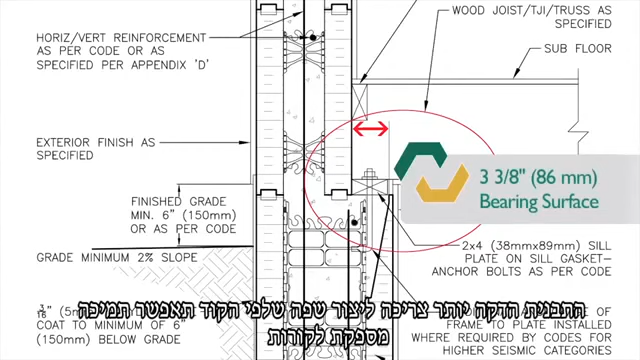 HORIZ/VERT REINFORCEMENT
AS PER CODE OR AS
SPECIFIED PER APPENDIX 'D'
WOOD JOIST/TJI/TRUSS AS
SPECIFIED
SUB FLOOR
EXTERIOR FINISH AS
SPECIFIED
3 3/8" (86 mm)
Bearing Surface
FINISHED GRADE
MIN. 6" (150mm)
OR AS PER CODE
GRADE MINIMUM 2% SLOPE
2x4 (38mmx89mm) SILL
PLATE ON SILL GASKET-
ANCHOR BOLTS AS PER CODE
COAT TO MINIMUM OF 6"
(150mm) BELOW GRADE
FRAME TO PLATE INSTALLED
WHERE REQUIRED BY CODES FOR
HIGHER SEISMIC CATEGORIES
התבנית הדקה יותר צריכה ליצור שפה שלפי הקוד תאפשר תמיכה
מספקת לקורות